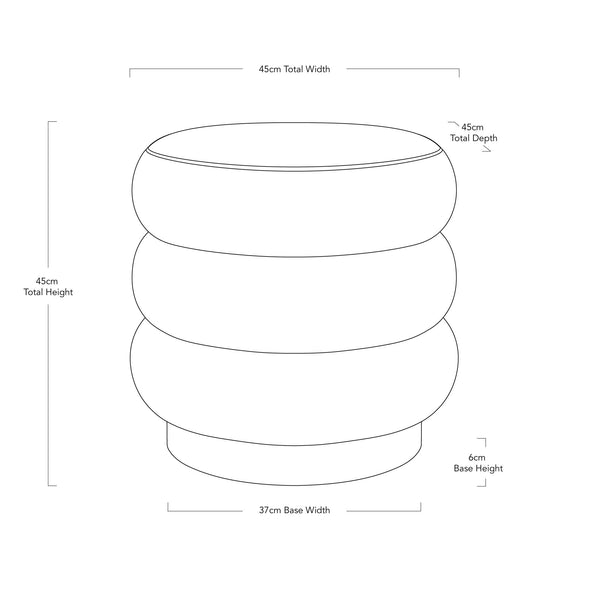 45cm Total Width
45cm
Total Depth
45cm
Total Height
6cm
Base Height
37cm Base Width